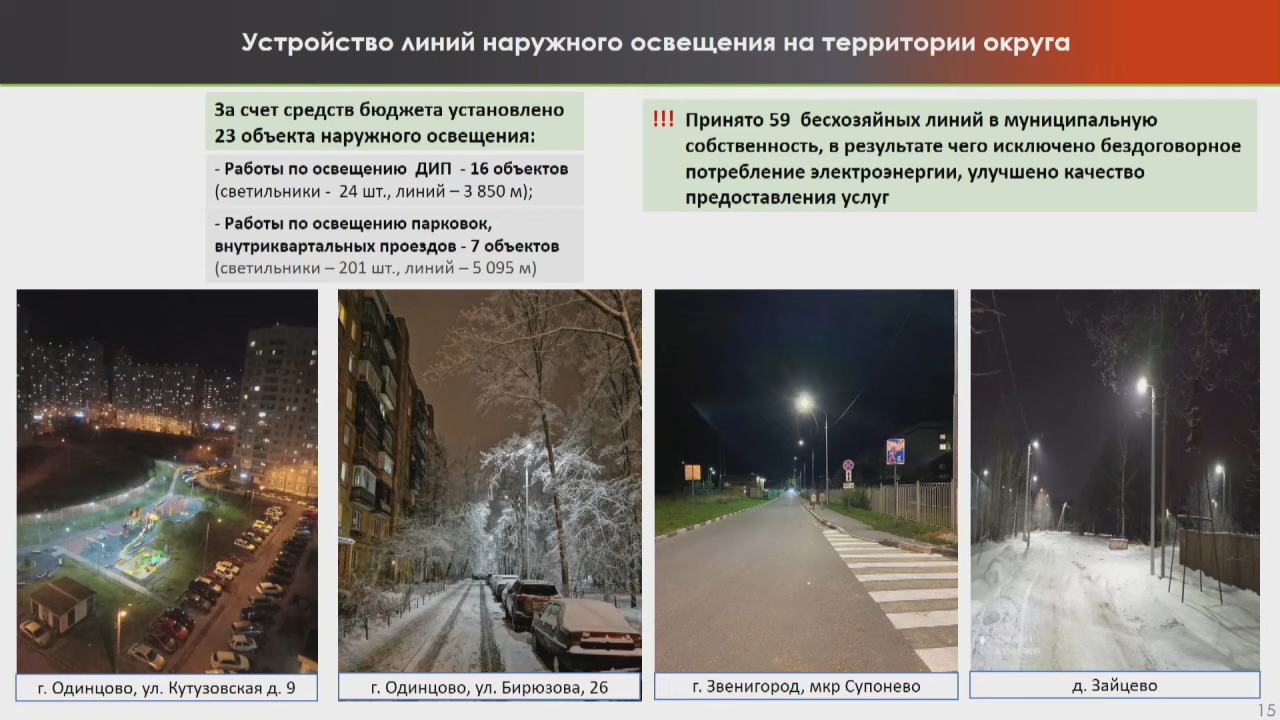 Устройство линий наружного освещения на территории округа
За счет средств бюджета установлено
23 объекта наружного освещения:
- Работы по освещению ДИП - 16 объектов
(светильники - 24 шт., линий – 3 850 м);
- Работы по освещению парковок,
внутриквартальных проездов - 7 объектов
(светильники – 201 шт., линий – 5 095 м)
!!! Принято 59 бесхозяйных линий в муниципальную
собственность, в результате чего исключено бездоговорное
потребление электроэнергии, улучшено качество
предоставления услуг
г. Одинцово, ул. Кутузовская д. 9
г. Одинцово, ул. Бирюзова, 26
г. Звенигород, мкр Супонево
д. Зайцево
15